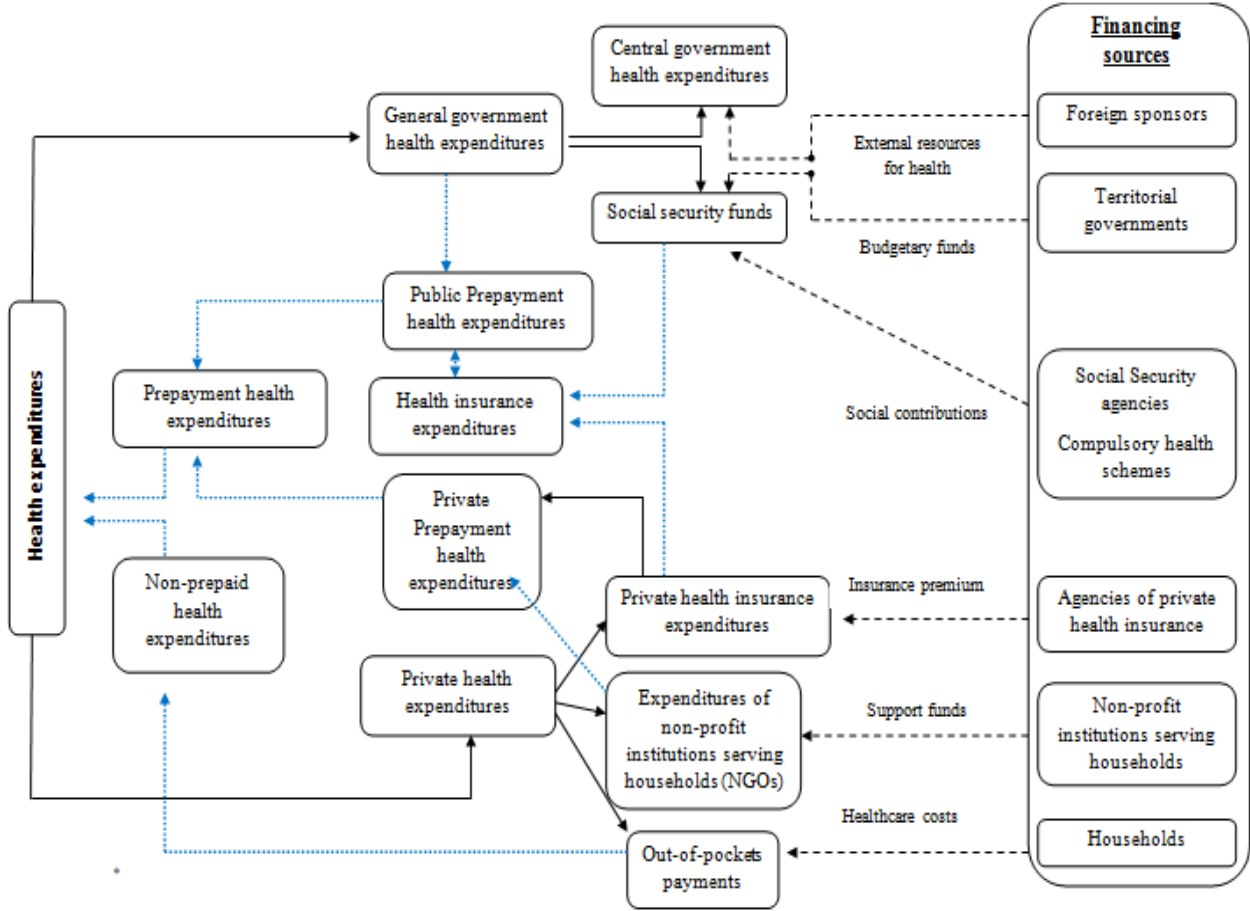 Financing
sources
Central government
health expenditures
General government
health expenditures
Foreign sponsors
External resources
for health
Territorial
governments
Social security funds
Budgetary funds
Public Prepayment
health expenditures
Health expenditures
Prepayment health
expenditures
Health insurance
expenditures
Social contributions
Social Security
agencies
Compulsory health
schemes
Private
Prepayment
health
expenditures
Non-prepaid
health
expenditures
Private health insurance
expenditures
Insurance premium
Agencies of private
health insurance
Private health
expenditures
Expenditures of
non-profit
institutions serving
households (NGOs)
Support funds
Non-profit
institutions serving
households
Healthcare costs
Households
Out-of-pockets
payments